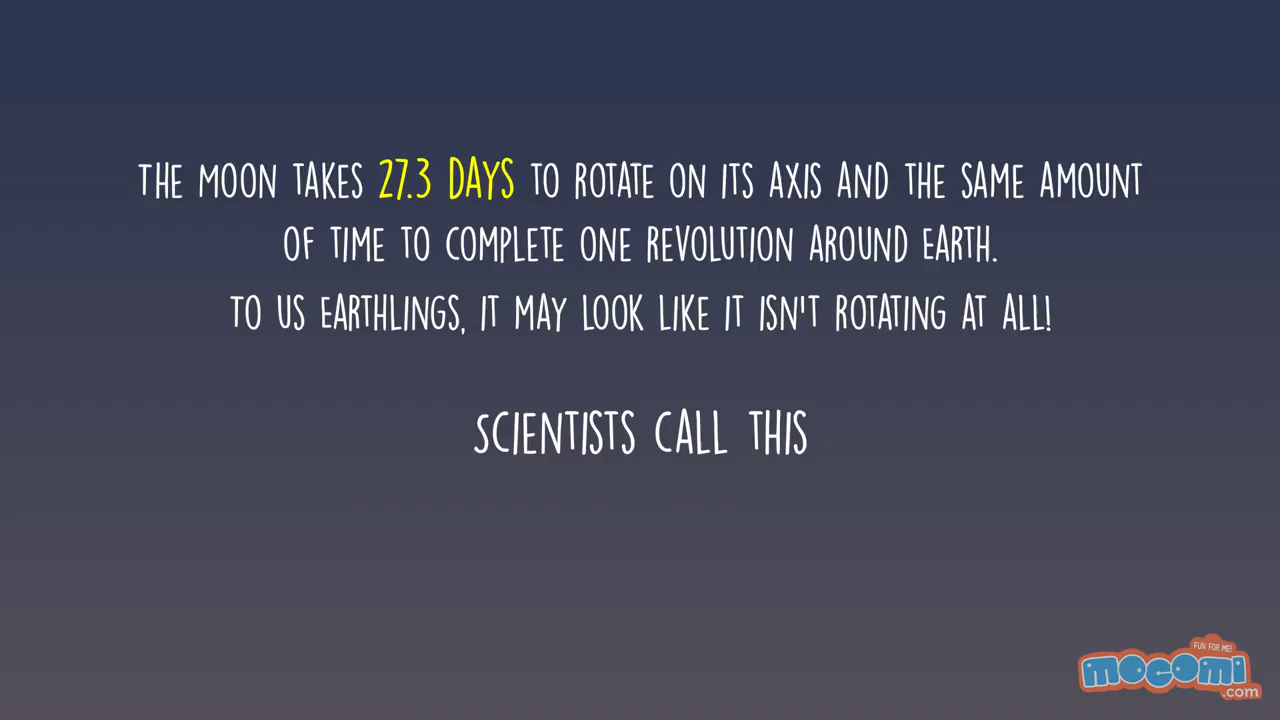 THE MOON TAKES 27.3 DAYS TO ROTATE ON ITS AXIS AND THE SAME AMOUNT
OF TIME TO COMPLETE ONE REVOLUTION AROUND EARTH.
TO US EARTHLINGS, IT MAY LOOK LIKE IT ISN'T ROTATING AT ALL!
SCIENTISTS CALL THIS
FUN FOR ME!
mocomi
.com